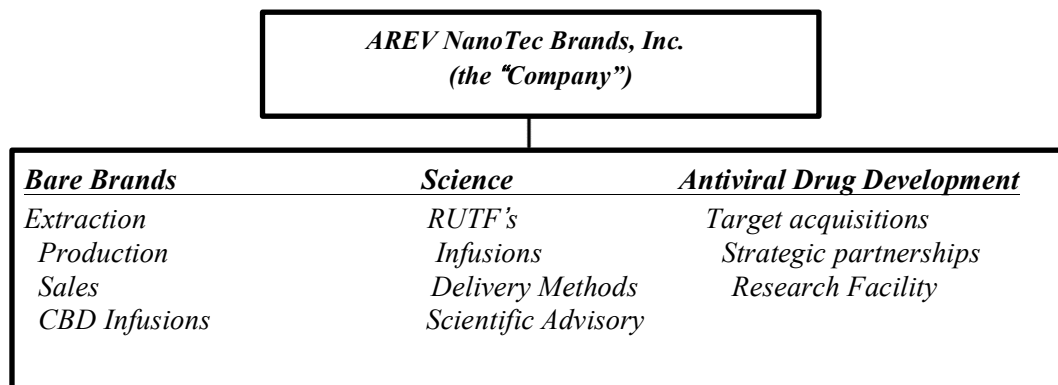 AREV NanoTec Brands, Inc.
(the “Company”)
Bare Brands Science Antiviral Drug Development
Extraction RUTF’s Target acquisitions
Production Infusions Strategic partnerships
Sales Delivery Methods Research Facility
CBD Infusions Scientific Advisory